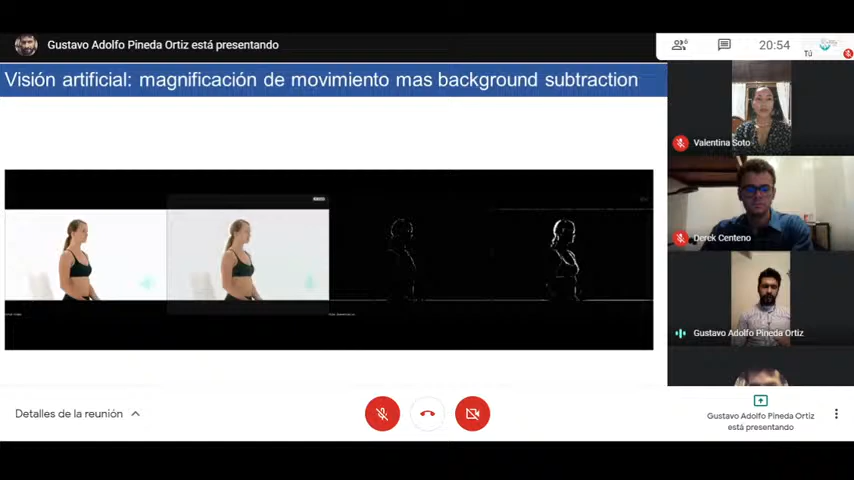 Gustavo Adolfo Pineda Ortiz está presentando
6
20:54
Tú
Visión artificial: magnificación de movimiento mas background subtraction
Valentina Soto
Derek Centeno
Gustavo Adolfo Pineda Ortiz
Detalles de la reunión
Gustavo Adolfo Pineda Ortiz
está presentando